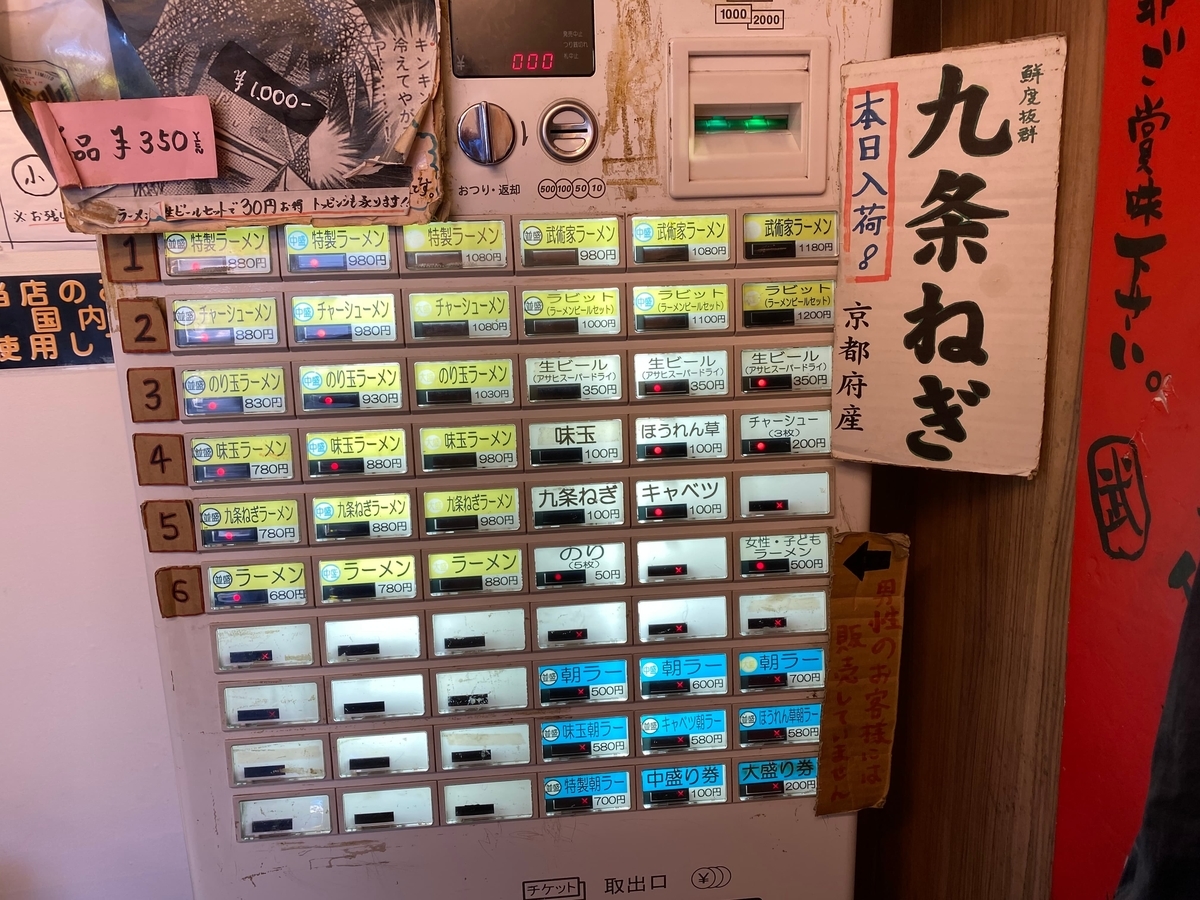 キンキン
冷えてやがる
¥1,000-
品 ¥350
小
ラーメン 生ビールセットで30円お得 トッピングも承ります!
当店の
国内
使用し
000
1000 2000
おつり・返却
500 100 50 10
鮮度抜群
九条ねぎ
本日入荷8
京都府産
ご賞味下さい。
武
1
並盛 特製ラーメン 880円
中盛 特製ラーメン 980円
特製ラーメン 1080円
並盛 武術家ラーメン 980円
中盛 武術家ラーメン 1080円
武術家ラーメン 1180円
2
並盛 チャーシューメン 880円
中盛 チャーシューメン 980円
チャーシューメン 1080円
並盛 ラビット (ラーメンビールセット) 1000円
中盛 ラビット (ラーメンビールセット) 1100円
ラビット (ラーメンビールセット) 1200円
3
並盛 のり玉ラーメン 830円
中盛 のり玉ラーメン 930円
のり玉ラーメン 1030円
生ビール (アサヒスーパードライ) 350円
生ビール (アサヒスーパードライ) 350円
生ビール (アサヒスーパードライ) 350円
4
並盛 味玉ラーメン 780円
中盛 味玉ラーメン 880円
味玉ラーメン 980円
味玉 100円
ほうれん草 100円
チャーシュー (3枚) 200円
5
並盛 九条ねぎラーメン 780円
中盛 九条ねぎラーメン 880円
九条ねぎラーメン 980円
九条ねぎ 100円
キャベツ 100円
6
並盛 ラーメン 680円
中盛 ラーメン 780円
ラーメン 880円
のり (5枚) 50円
女性・子ども ラーメン 500円
男性のお客様には
販売していません
並盛 朝ラー 500円
中盛 朝ラー 600円
朝ラー 700円
並盛 味玉朝ラー 580円
並盛 キャベツ朝ラー 580円
並盛 ほうれん草朝ラー 580円
並盛 特製朝ラー 700円
中盛り券 100円
大盛り券 200円
チケット 取出口 ¥